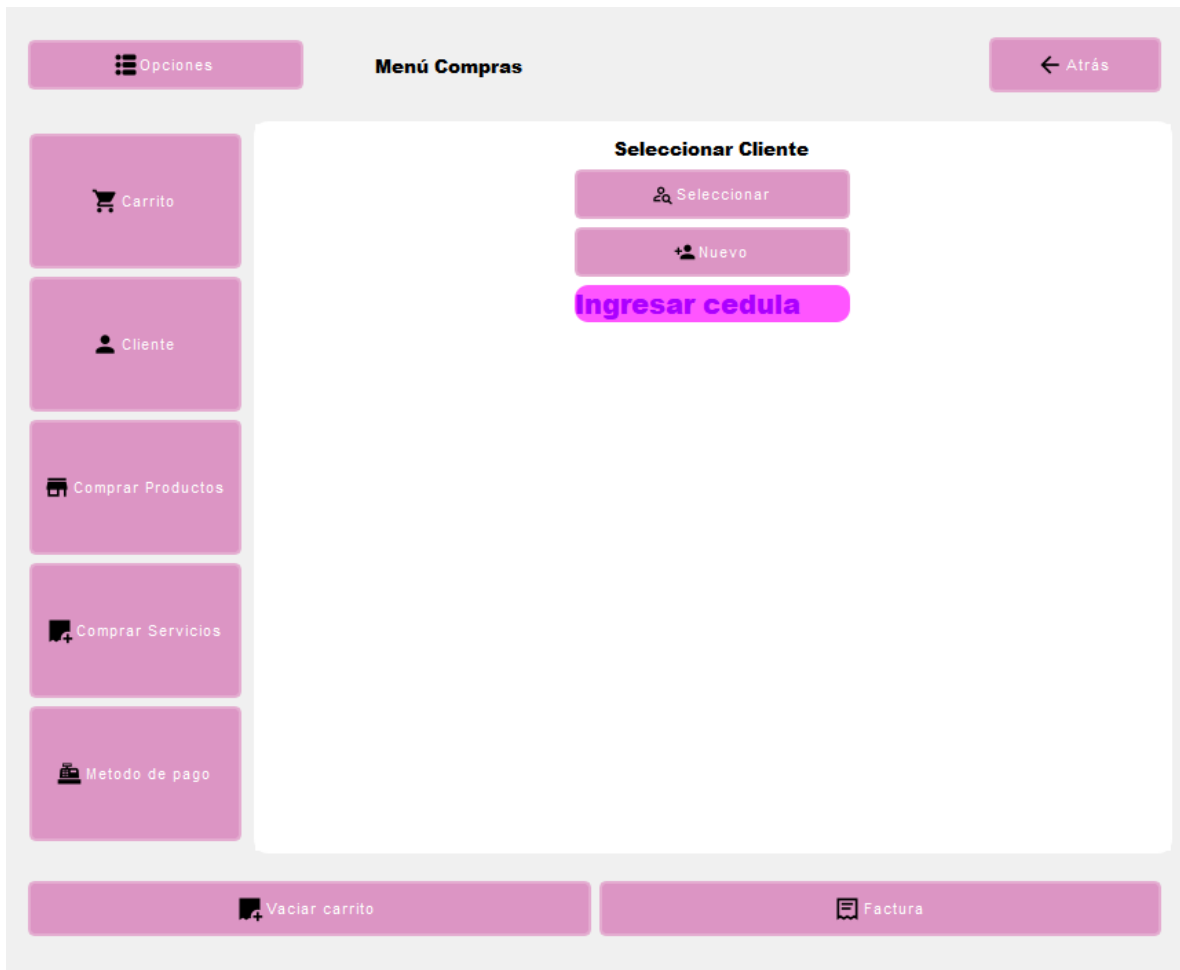 Opciones
Menú Compras
Atrás
Seleccionar Cliente
Seleccionar
Nuevo
Ingresar cedula
Carrito
Cliente
Comprar Productos
Comprar Servicios
Metodo de pago
Vaciar carrito
Factura